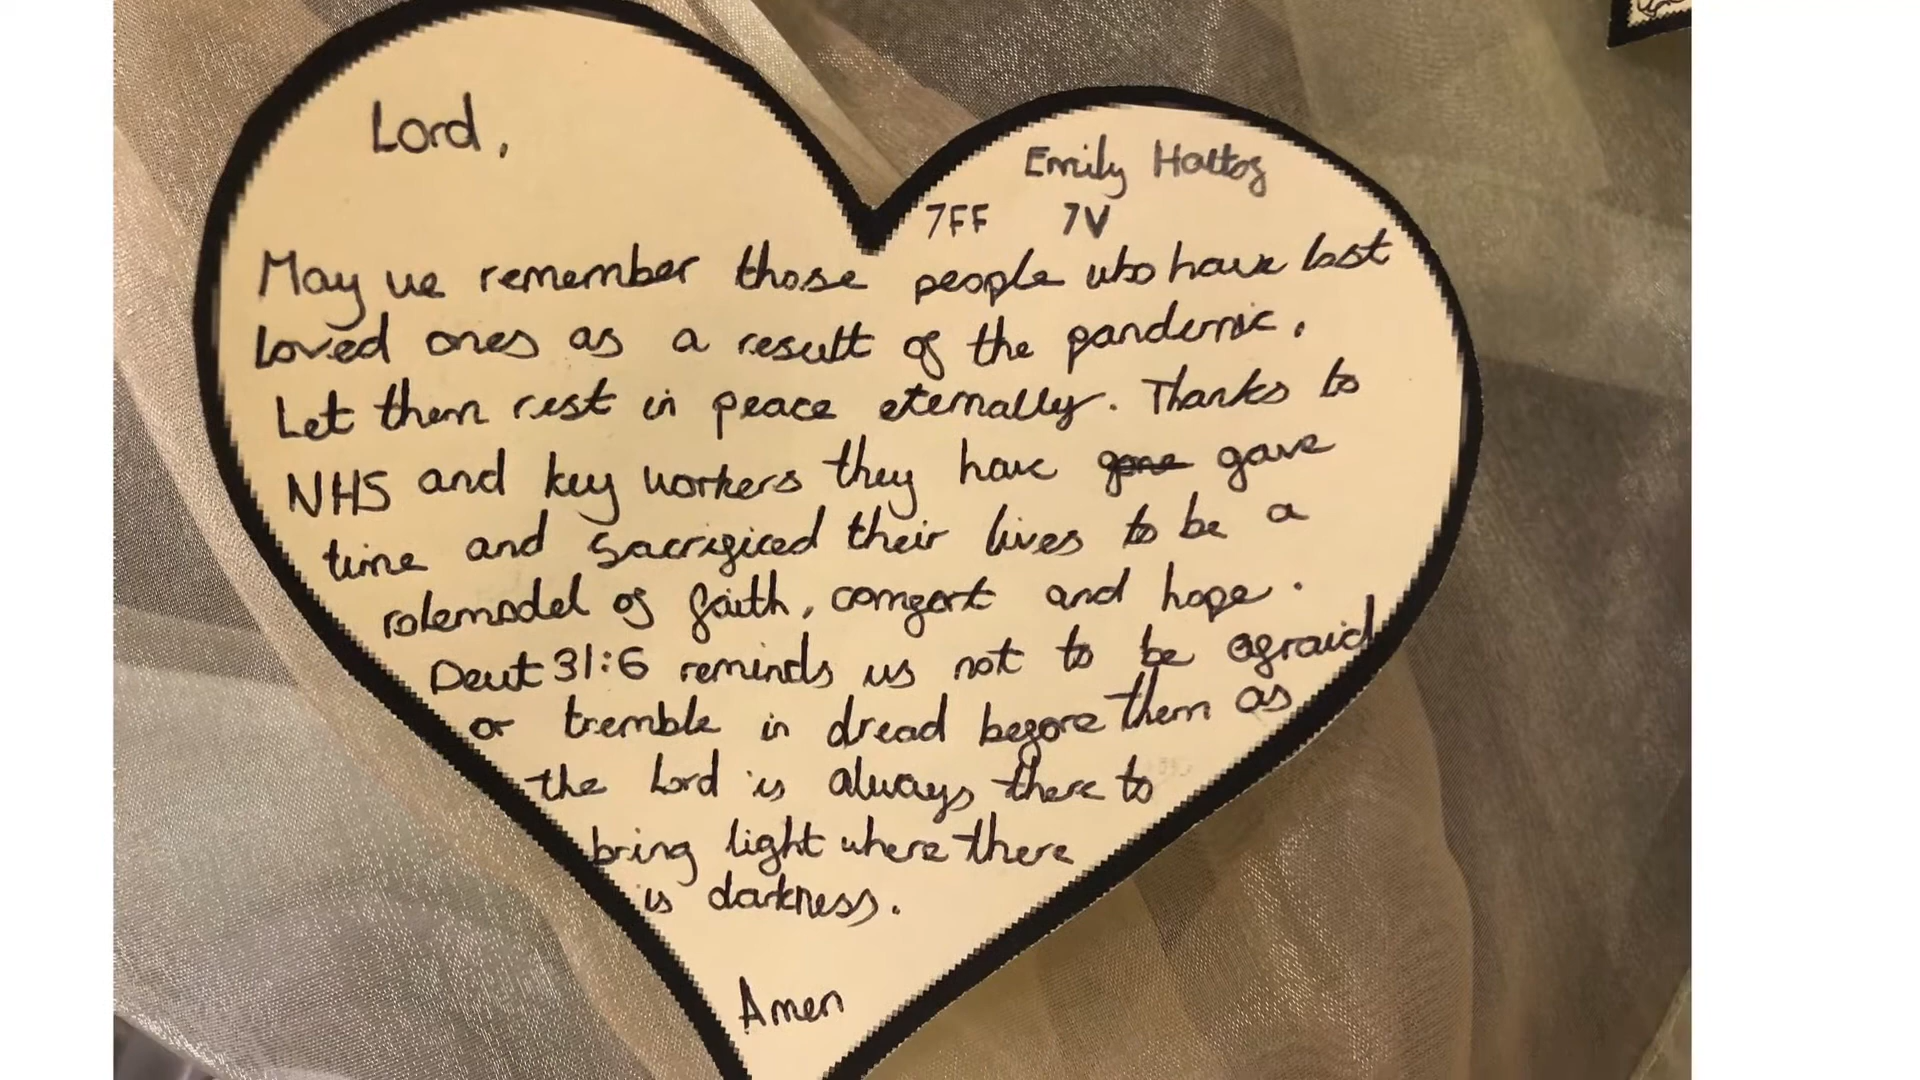 Lord,
Emily
7FF 7V
May we remember those people who have lost
loved ones as a result of the pandemic.
Let them rest in peace eternally. Thanks to
NHS and key workers they have gone gave
time and sacrificed their lives to be a
rolemodel of faith, comfort and hope.
Deut 31:6 reminds us not to be afraid
or tremble in dread before them as
the Lord is always there to
bring light where there
is darkness.
Amen